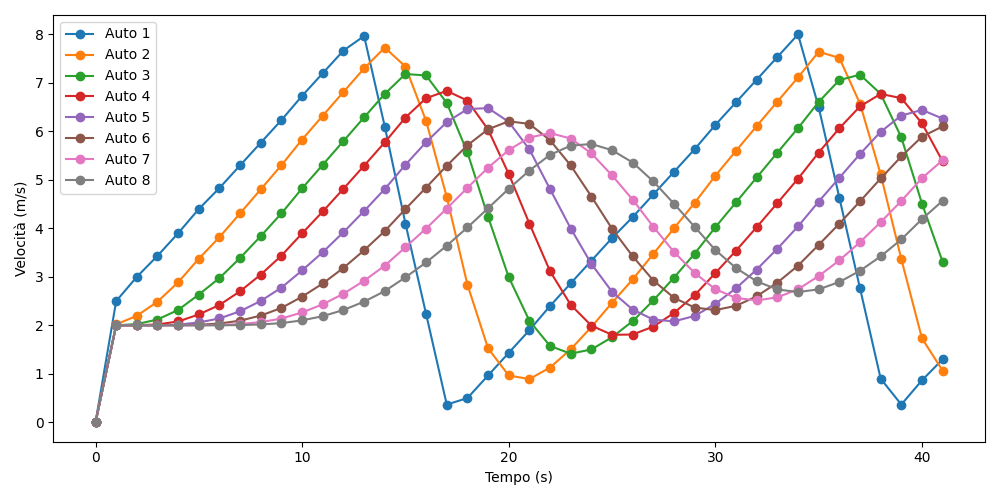 Auto 1
Auto 2
Auto 3
Auto 4
Auto 5
Auto 6
Auto 7
Auto 8
Velocità (m/s)
8
7
6
5
4
3
2
1
0
0 10 20 30 40
Tempo (s)